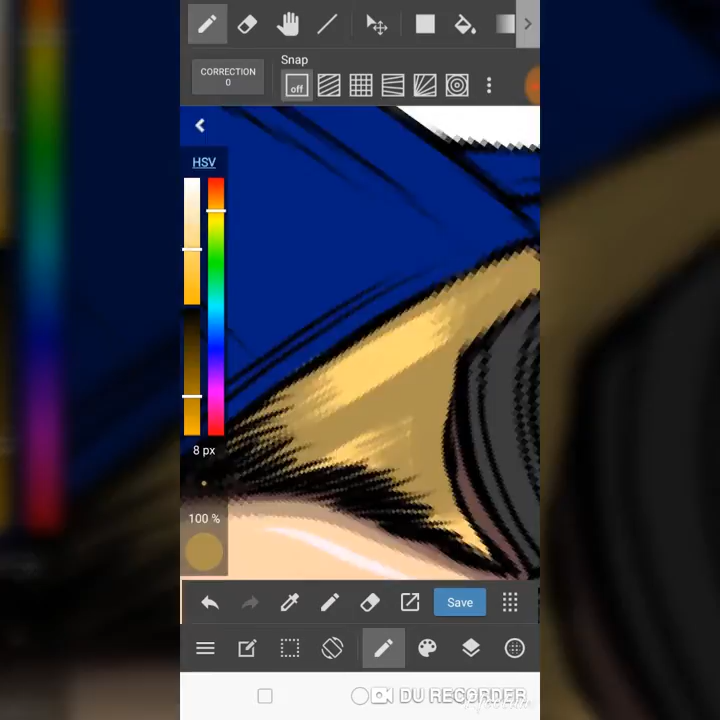 Snap
CORRECTION
0
off
HSV
8 px
100 %
Save
DU RECORDER